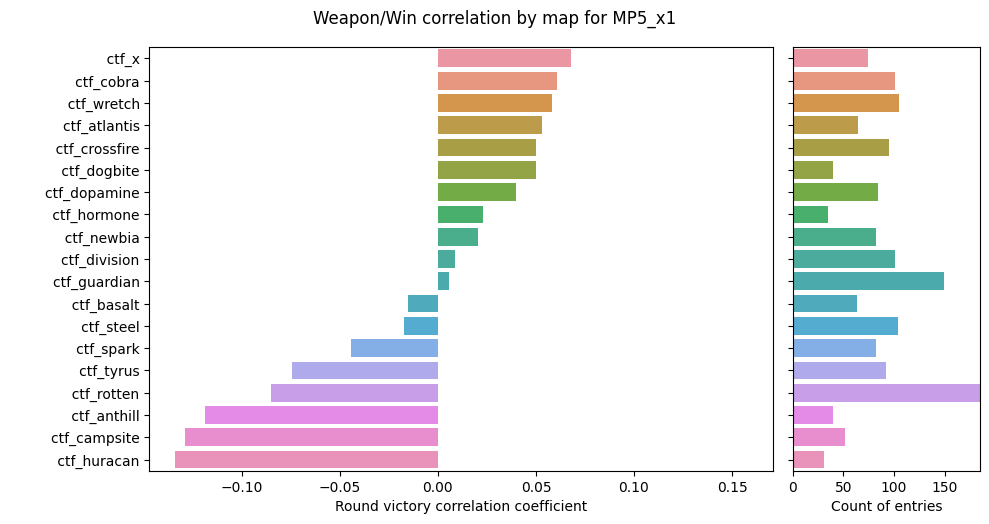 Weapon/Win correlation by map for MP5_x1
ctf_x
ctf_cobra
ctf_wretch
ctf_atlantis
ctf_crossfire
ctf_dogbite
ctf_dopamine
ctf_hormone
ctf_newbia
ctf_division
ctf_guardian
ctf_basalt
ctf_steel
ctf_spark
ctf_tyrus
ctf_rotten
ctf_anthill
ctf_campsite
ctf_huracan
−0.10 −0.05 0.00 0.05 0.10 0.15
Round victory correlation coefficient
0 50 100 150
Count of entries